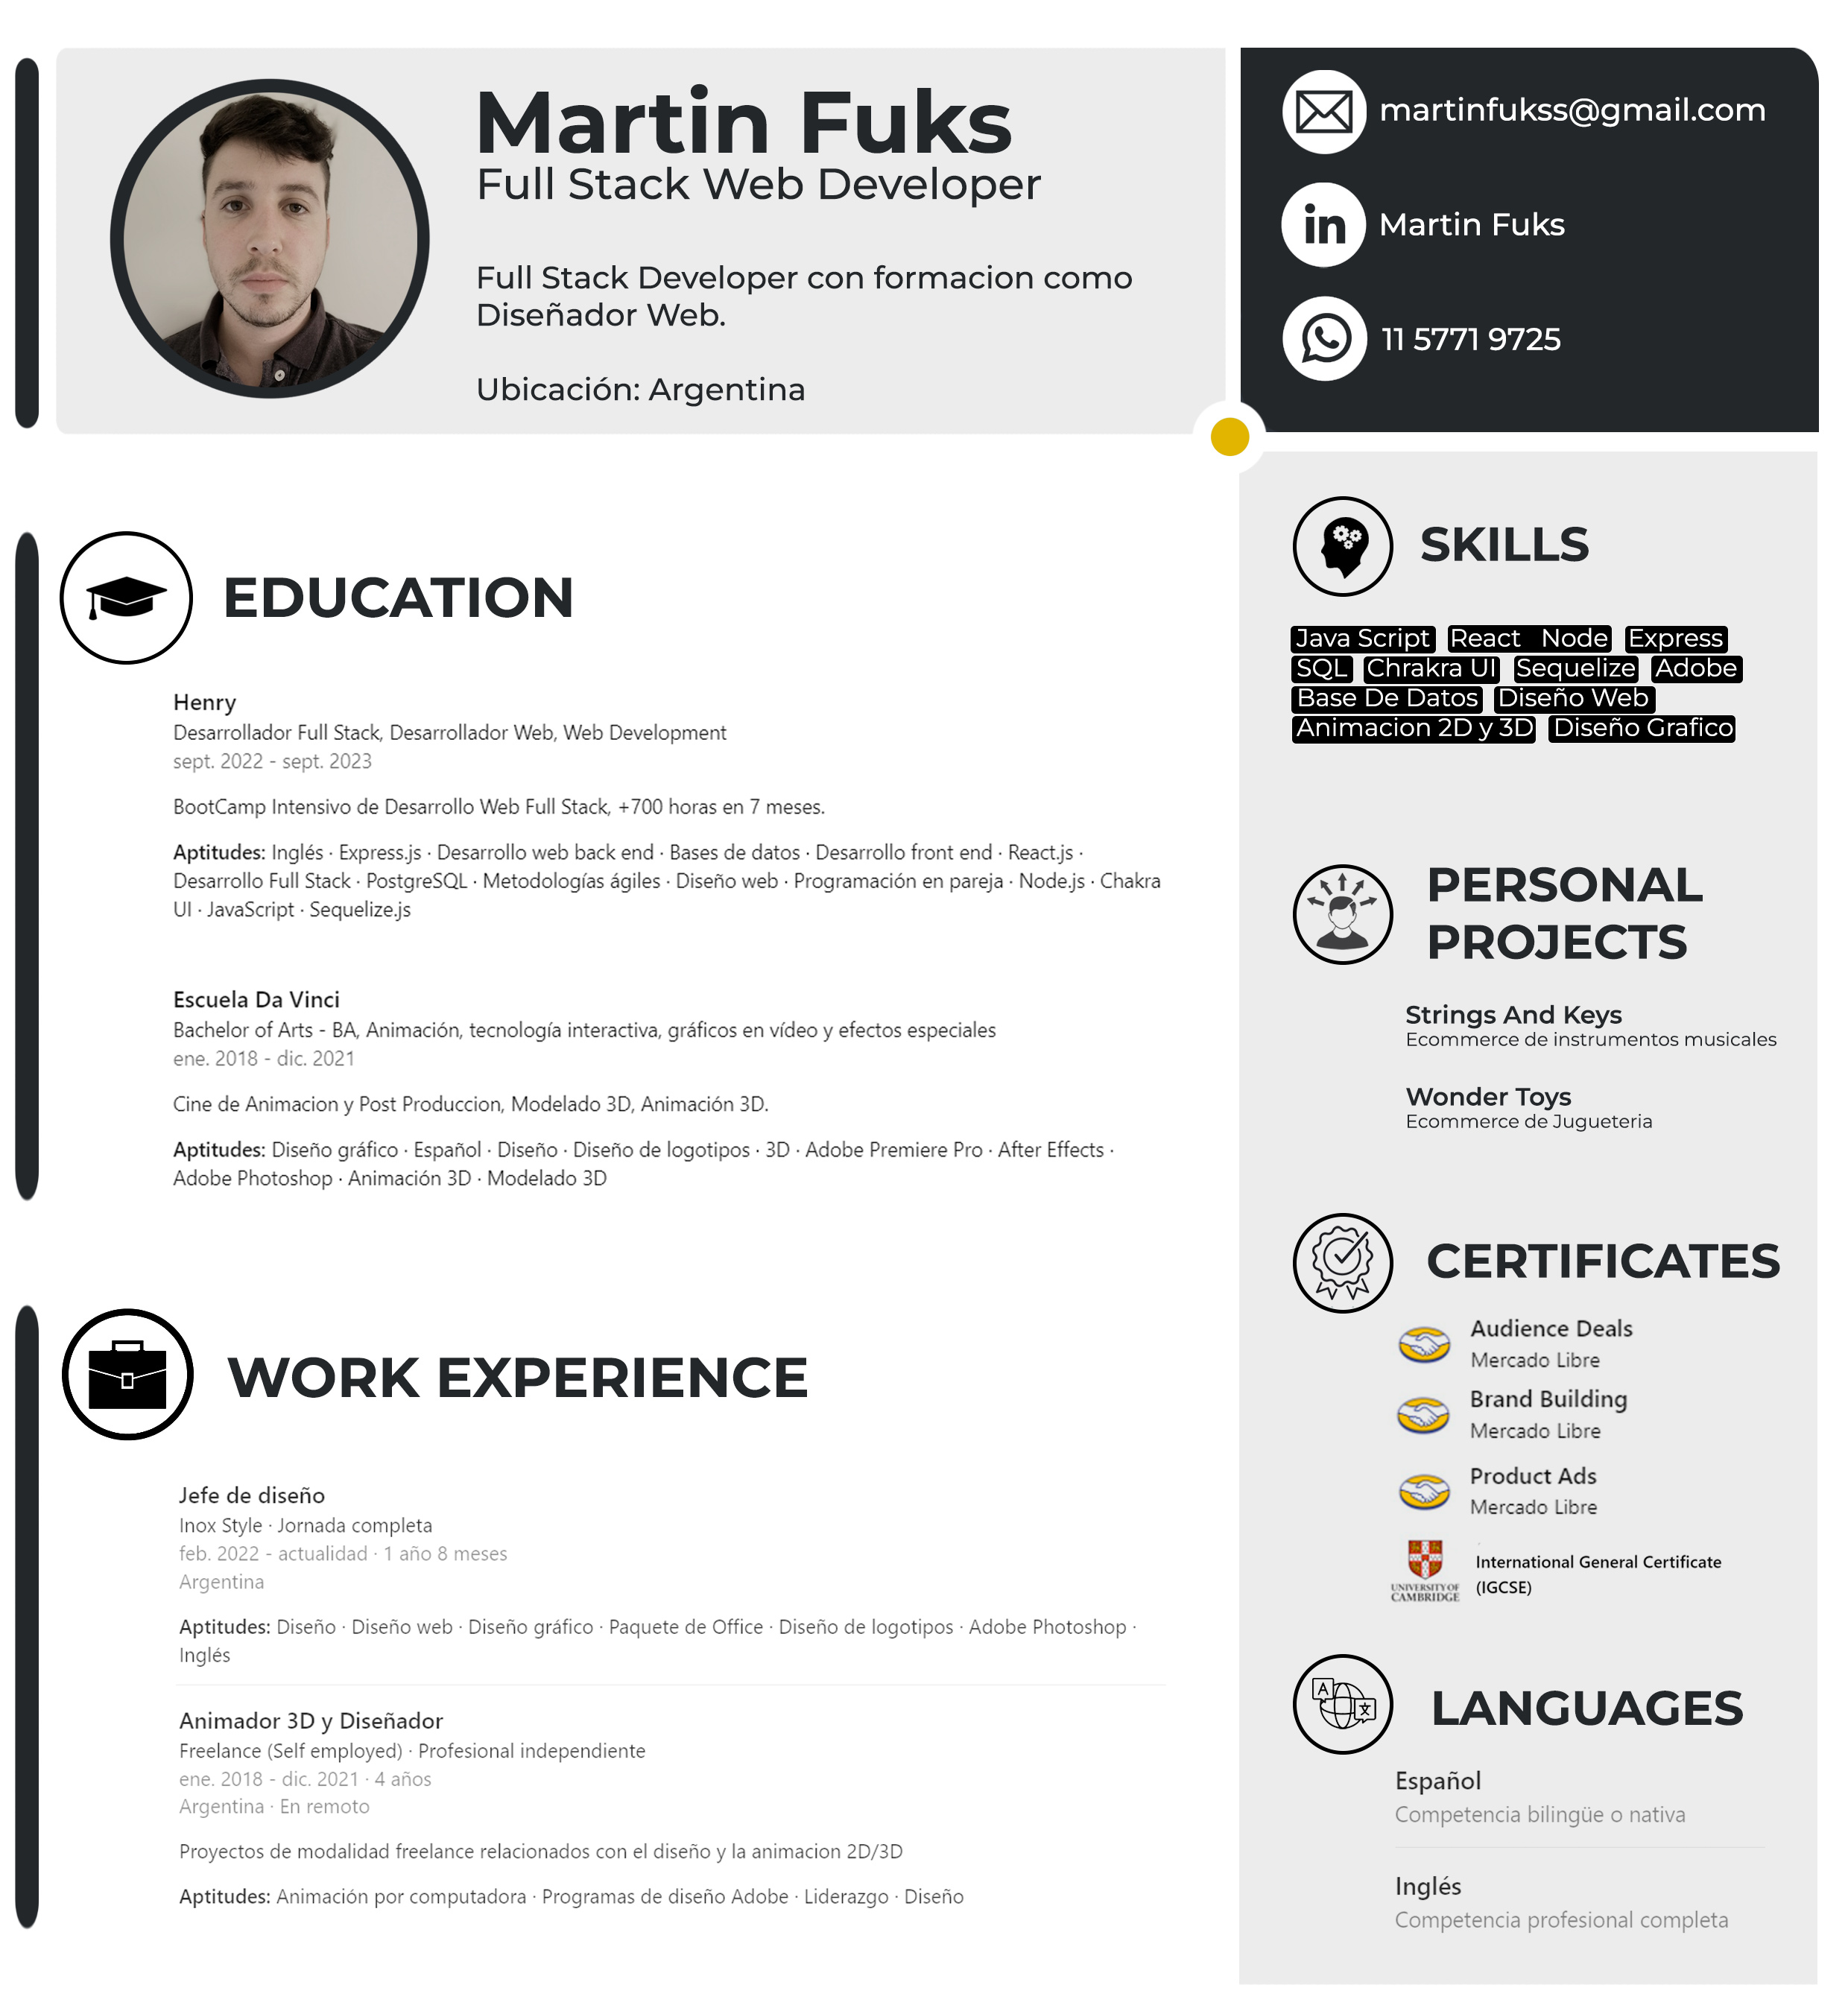 Martin Fuks
Full Stack Web Developer
Full Stack Developer con formacion como
Diseñador Web.
Ubicación: Argentina
martinfukss@gmail.com
in Martin Fuks
11 5771 9725
EDUCATION
Henry
Desarrollador Full Stack, Desarrollador Web, Web Development
sept. 2022 - sept. 2023
BootCamp Intensivo de Desarrollo Web Full Stack, +700 horas en 7 meses.
Aptitudes: Inglés · Express.js · Desarrollo web back end · Bases de datos · Desarrollo front end · React.js ·
Desarrollo Full Stack · PostgreSQL · Metodologías ágiles · Diseño web · Programación en pareja · Node.js · Chakra
UI · JavaScript · Sequelize.js
Escuela Da Vinci
Bachelor of Arts - BA, Animación, tecnología interactiva, gráficos en vídeo y efectos especiales
ene. 2018 - dic. 2021
Cine de Animacion y Post Produccion, Modelado 3D, Animación 3D.
Aptitudes: Diseño gráfico · Español · Diseño · Diseño de logotipos · 3D · Adobe Premiere Pro · After Effects ·
Adobe Photoshop · Animación 3D · Modelado 3D
WORK EXPERIENCE
Jefe de diseño
Inox Style · Jornada completa
feb. 2022 - actualidad · 1 año 8 meses
Argentina
Aptitudes: Diseño · Diseño web · Diseño gráfico · Paquete de Office · Diseño de logotipos · Adobe Photoshop ·
Inglés
Animador 3D y Diseñador
Freelance (Self employed) · Profesional independiente
ene. 2018 - dic. 2021 · 4 años
Argentina · En remoto
Proyectos de modalidad freelance relacionados con el diseño y la animacion 2D/3D
Aptitudes: Animación por computadora · Programas de diseño Adobe · Liderazgo · Diseño
SKILLS
Java Script React Node Express
SQL Chrakra UI Sequelize Adobe
Base De Datos Diseño Web
Animacion 2D y 3D Diseño Grafico
PERSONAL
PROJECTS
Strings And Keys
Ecommerce de instrumentos musicales
Wonder Toys
Ecommerce de Jugueteria
CERTIFICATES
Audience Deals
Mercado Libre
Brand Building
Mercado Libre
Product Ads
Mercado Libre
UNIVERSITY OF
CAMBRIDGE
International General Certificate
(IGCSE)
A 文
LANGUAGES
Español
Competencia bilingüe o nativa
Inglés
Competencia profesional completa